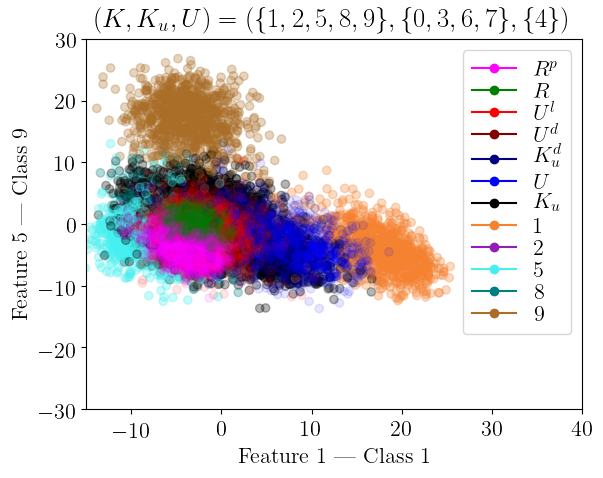 (K, K_u, U) = ({1, 2, 5, 8, 9}, {0, 3, 6, 7}, {4})
30
20
10
0
−10
−20
−30
Feature 5 — Class 9
R^p
R
U^l
U^d
K_u^d
U
K_u
1
2
5
8
9
−10
0
10
20
30
40
Feature 1 — Class 1